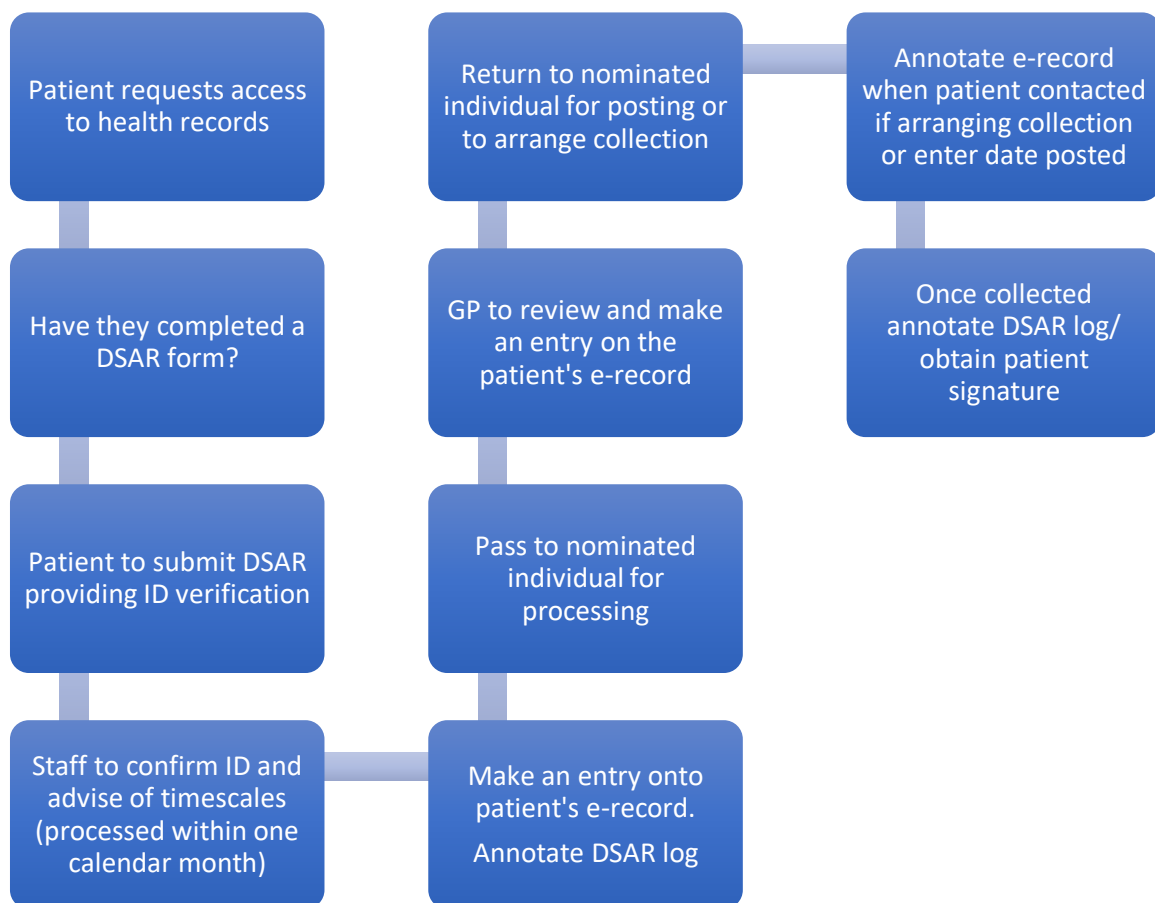 Patient requests access
to health records
Have they completed a
DSAR form?
Patient to submit DSAR
providing ID verification
Staff to confirm ID and
advise of timescales
(processed within one
calendar month)
Make an entry onto
patient's e-record.
Annotate DSAR log
Pass to nominated
individual for
processing
GP to review and make
an entry on the
patient's e-record
Return to nominated
individual for posting or
to arrange collection
Annotate e-record
when patient contacted
if arranging collection
or enter date posted
Once collected
annotate DSAR log/
obtain patient
signature